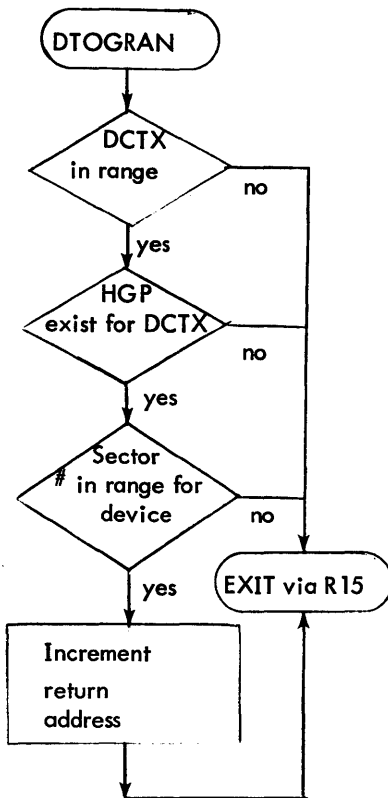 DTOGRAN
DCTX
in range
no
yes
HGP
exist for DCTX
no
yes
Sector
# in range for
device
no
yes
EXIT via R15
Increment
return
address